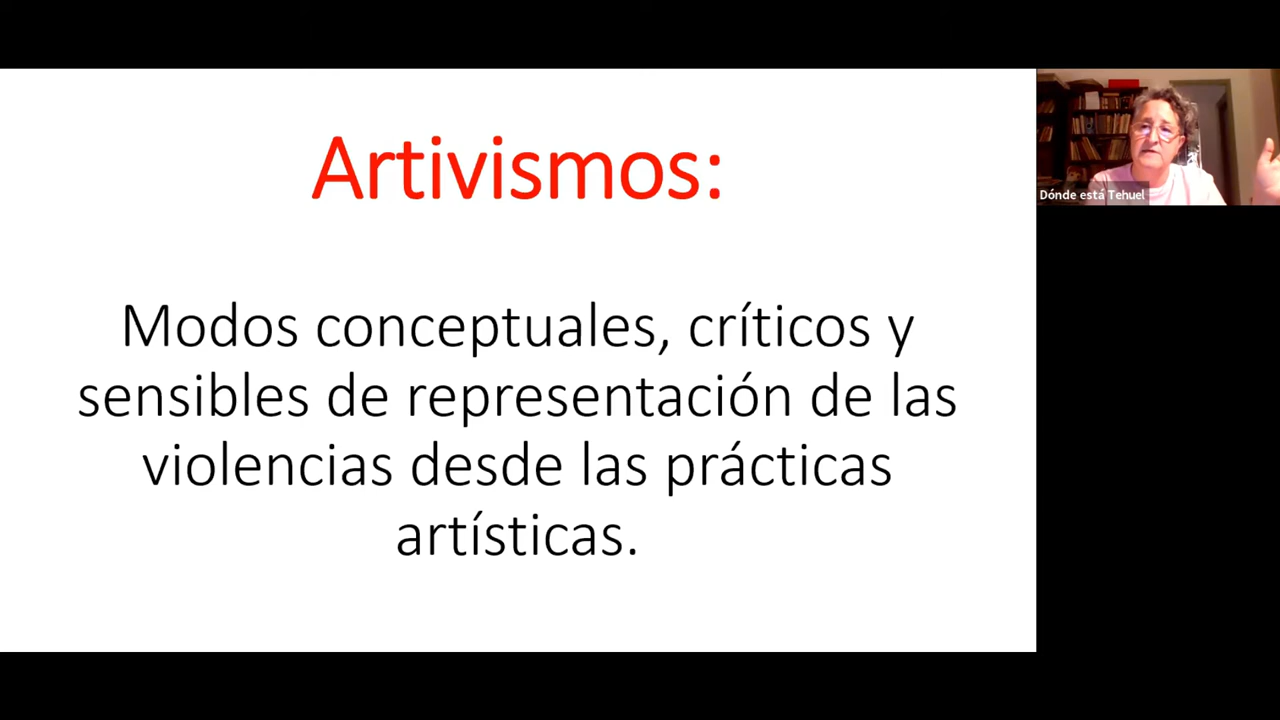 Artivismos:
Modos conceptuales, críticos y
sensibles de representación de las
violencias desde las prácticas
artísticas.
Dónde está Tehuel